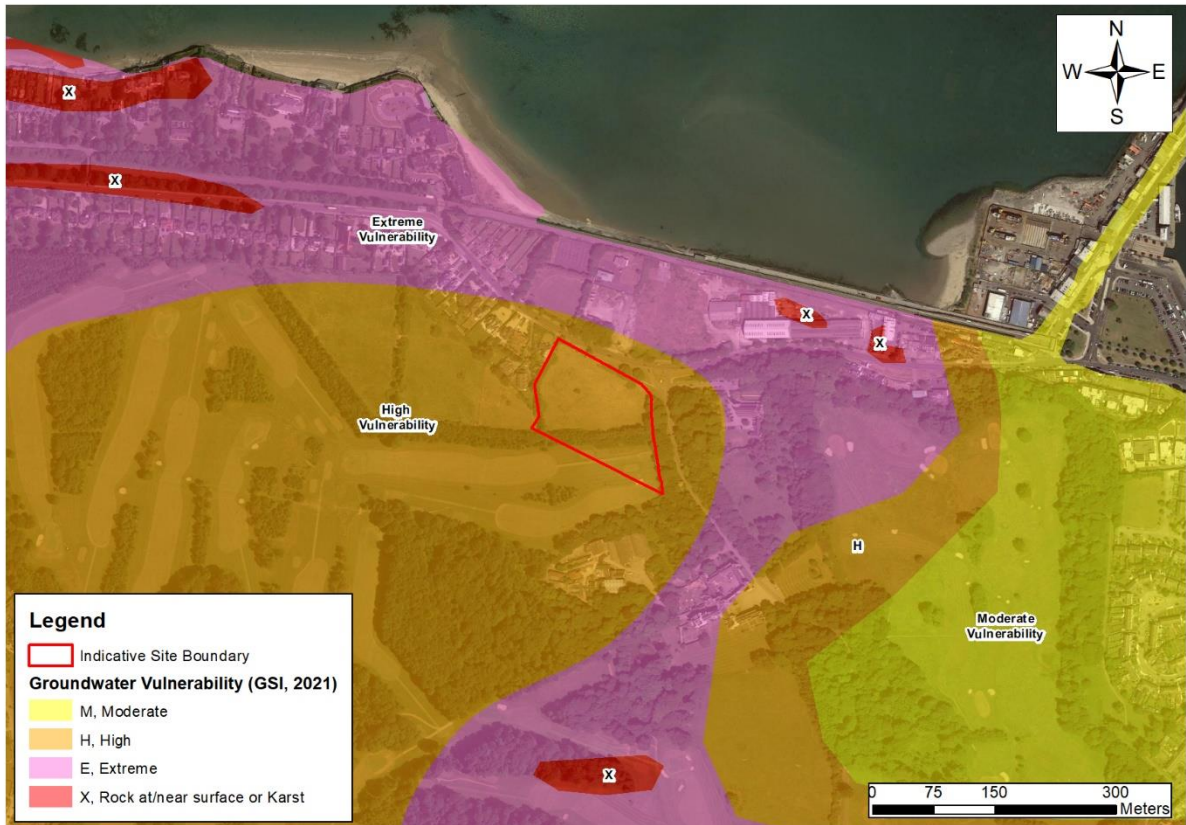 N
W E
S
X
X
Extreme
Vulnerability
X
X
High
Vulnerability
H
Moderate
Vulnerability
X
Legend
Indicative Site Boundary
Groundwater Vulnerability (GSI, 2021)
M, Moderate
H, High
E, Extreme
X, Rock at/near surface or Karst
0 75 150 300
Meters